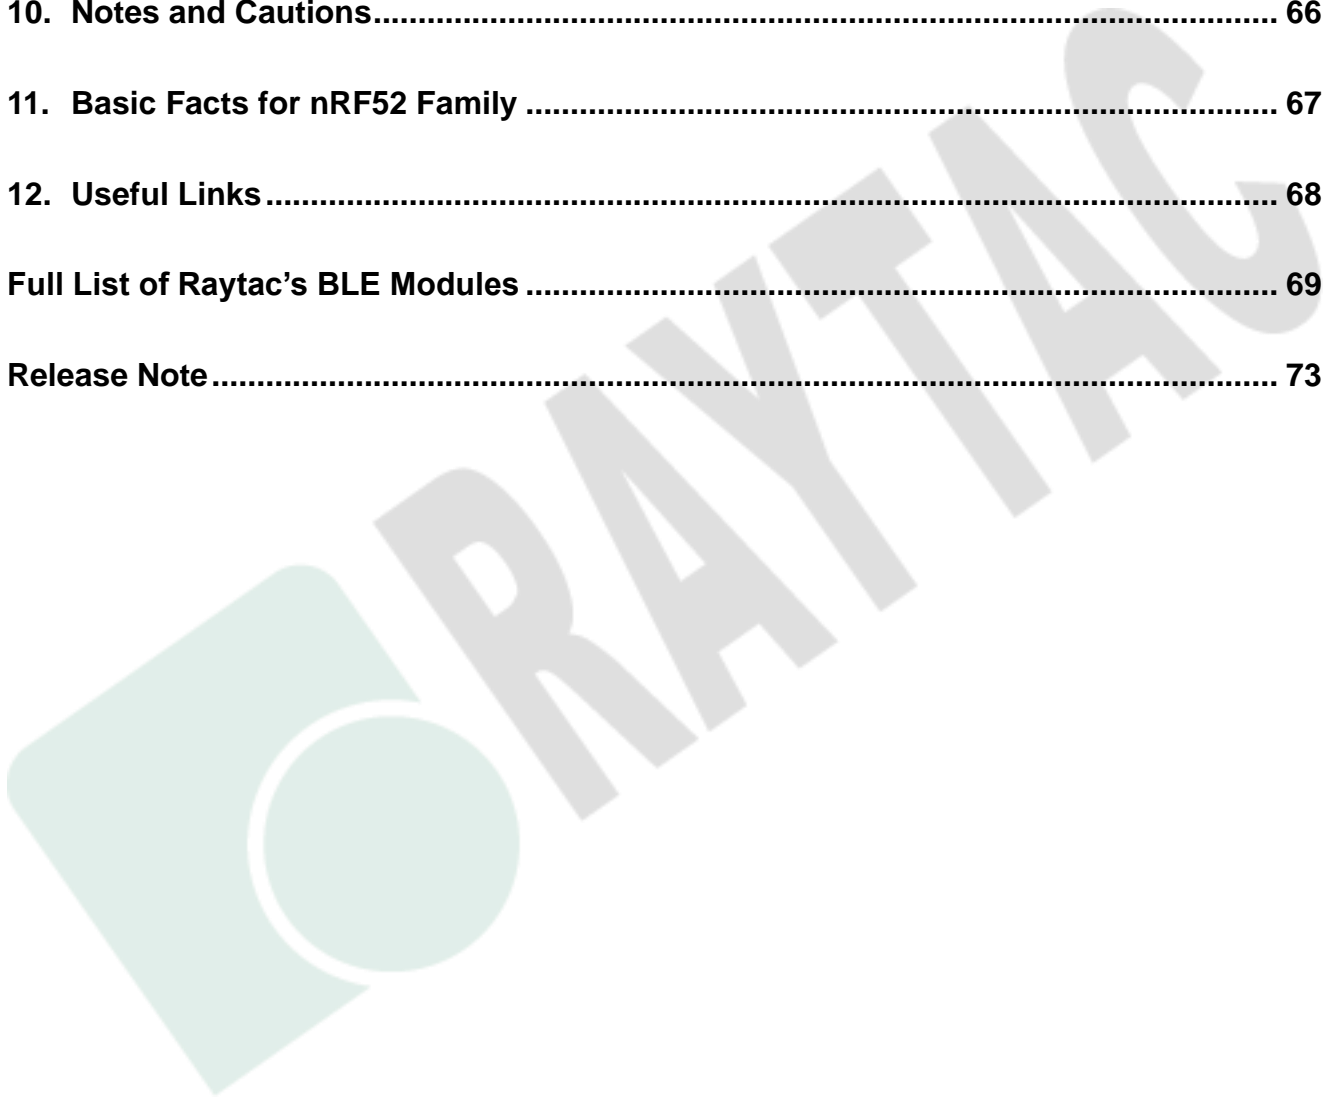 10. Notes and Cautions.......................................................................................................... 66
11. Basic Facts for nRF52 Family ........................................................................................ 67
12. Useful Links ...................................................................................................................... 68
Full List of Raytac’s BLE Modules ........................................................................................ 69
Release Note............................................................................................................................. 73
RAYTAC